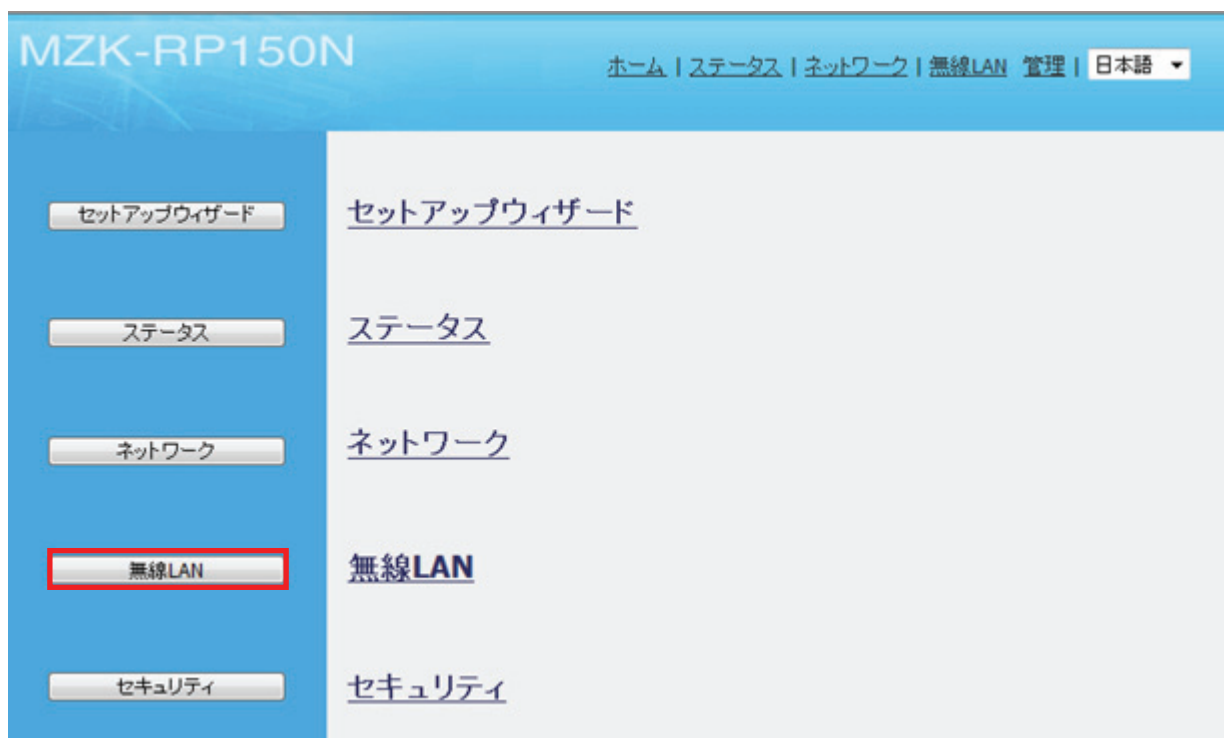 MZK-RP150N
ホーム | ステータス | ネットワーク | 無線LAN 管理 | 日本語
セットアップウィザード セットアップウィザード
ステータス ステータス
ネットワーク ネットワーク
無線LAN 無線LAN
セキュリティ セキュリティ